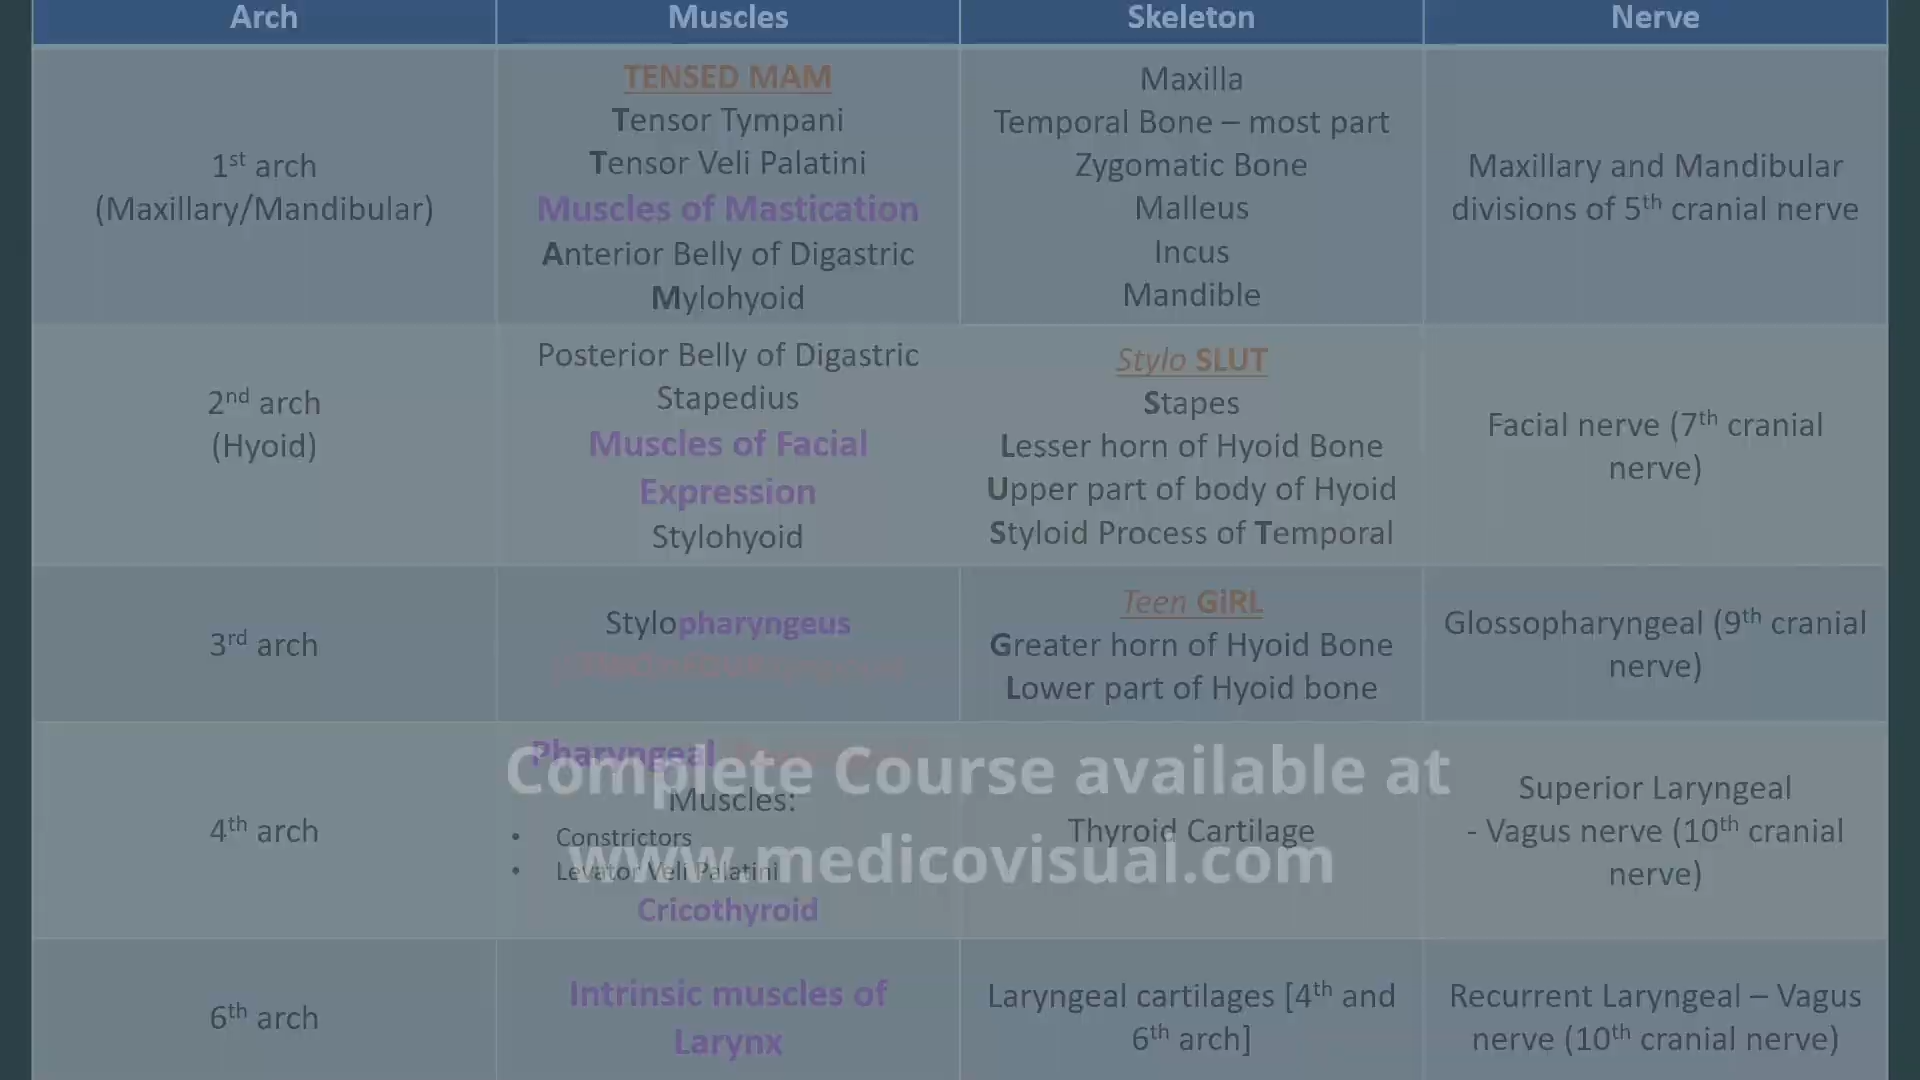 Arch Muscles Skeleton Nerve
1st arch
(Maxillary/Mandibular)
TENSED MAM
Tensor Tympani
Tensor Veli Palatini
Muscles of Mastication
Anterior Belly of Digastric
Mylohyoid
Maxilla
Temporal Bone – most part
Zygomatic Bone
Malleus
Incus
Mandible
Maxillary and Mandibular
divisions of 5th cranial nerve
2nd arch
(Hyoid)
Posterior Belly of Digastric
Stapedius
Muscles of Facial
Expression
Stylohyoid
Stylo SLUT
Stapes
Lesser horn of Hyoid Bone
Upper part of body of Hyoid
Styloid Process of Temporal
Facial nerve (7th cranial
nerve)
3rd arch
Stylopharyngeus
Teen GiRL
Greater horn of Hyoid Bone
Lower part of Hyoid bone
Glossopharyngeal (9th cranial
nerve)
4th arch
Pharyngeal
Muscles:
• Constrictors
• Levator Veli Palatini
Cricothyroid
Thyroid Cartilage
Superior Laryngeal
- Vagus nerve (10th cranial
nerve)
Complete Course available at
www.medicovisual.com
6th arch
Intrinsic muscles of
Larynx
Laryngeal cartilages [4th and
6th arch]
Recurrent Laryngeal – Vagus
nerve (10th cranial nerve)